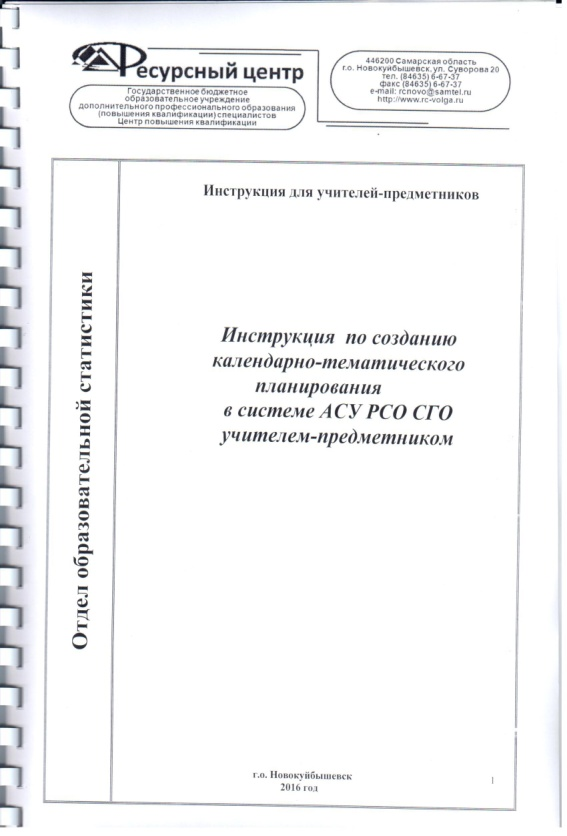 Ресурсный центр
Государственное бюджетное
образовательное учреждение
дополнительного профессионального образования
(повышения квалификации) специалистов
Центр повышения квалификации
446200 Самарская область
г.о. Новокуйбышевск, ул. Суворова 20
тел. (84635) 6-67-37
факс (84635) 6-67-37
e-mail: rcnovo@samtel.ru
http://www.rc-volga.ru
Отдел образовательной статистики
Инструкция для учителей-предметников
Инструкция по созданию
календарно-тематического
планирования
в системе АСУ РСО СГО
учителем-предметником
г.о. Новокуйбышевск
2016 год
1